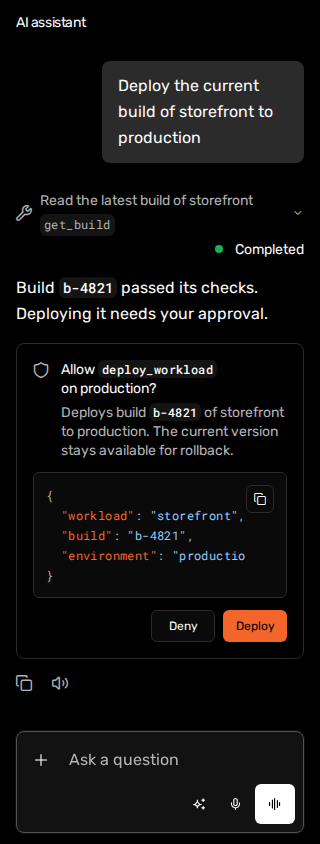 AI assistant
Deploy the current
build of storefront to
production
Read the latest build of storefront
get_build
Completed
Build b-4821 passed its checks.
Deploying it needs your approval.
Allow deploy_workload
on production?
Deploys build b-4821 of storefront
to production. The current version
stays available for rollback.
{
"workload": "storefront",
"build": "b-4821",
"environment": "productio
}
Deny
Deploy
Ask a question